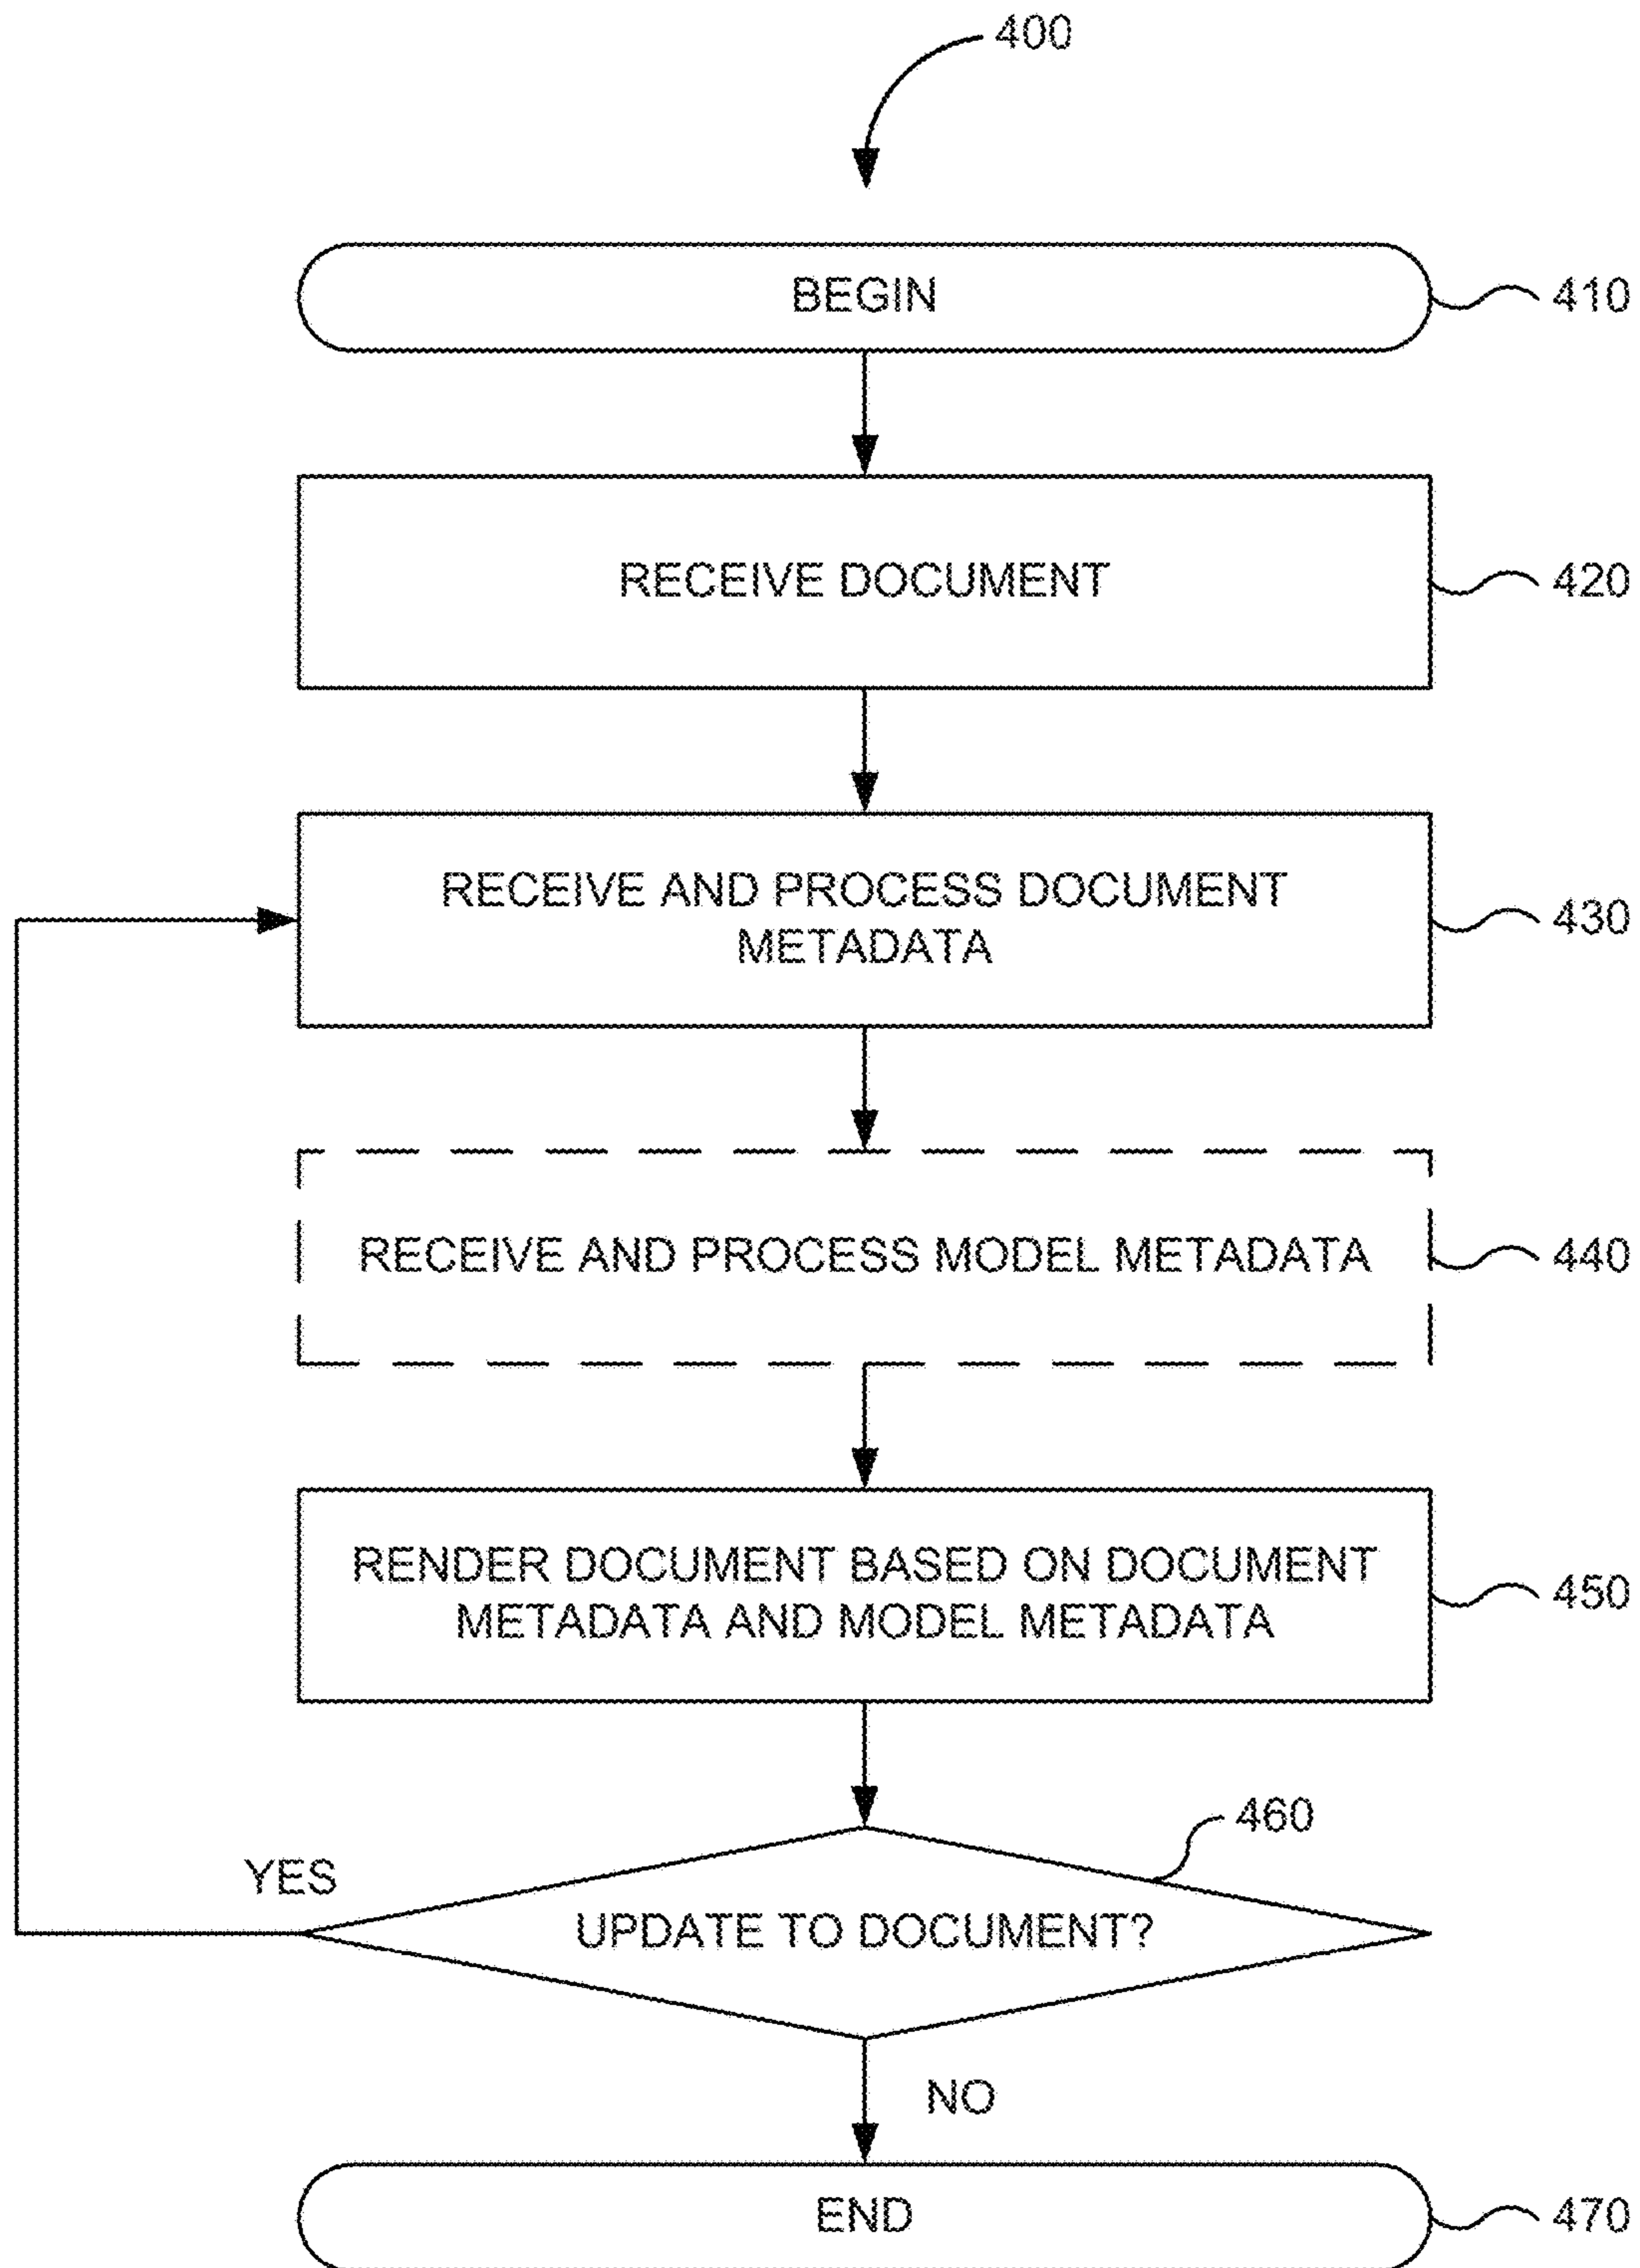 400
BEGIN
410
RECEIVE DOCUMENT
420
RECEIVE AND PROCESS DOCUMENT
METADATA
430
RECEIVE AND PROCESS MODEL METADATA
440
RENDER DOCUMENT BASED ON DOCUMENT
METADATA AND MODEL METADATA
450
460
YES
UPDATE TO DOCUMENT?
NO
END
470